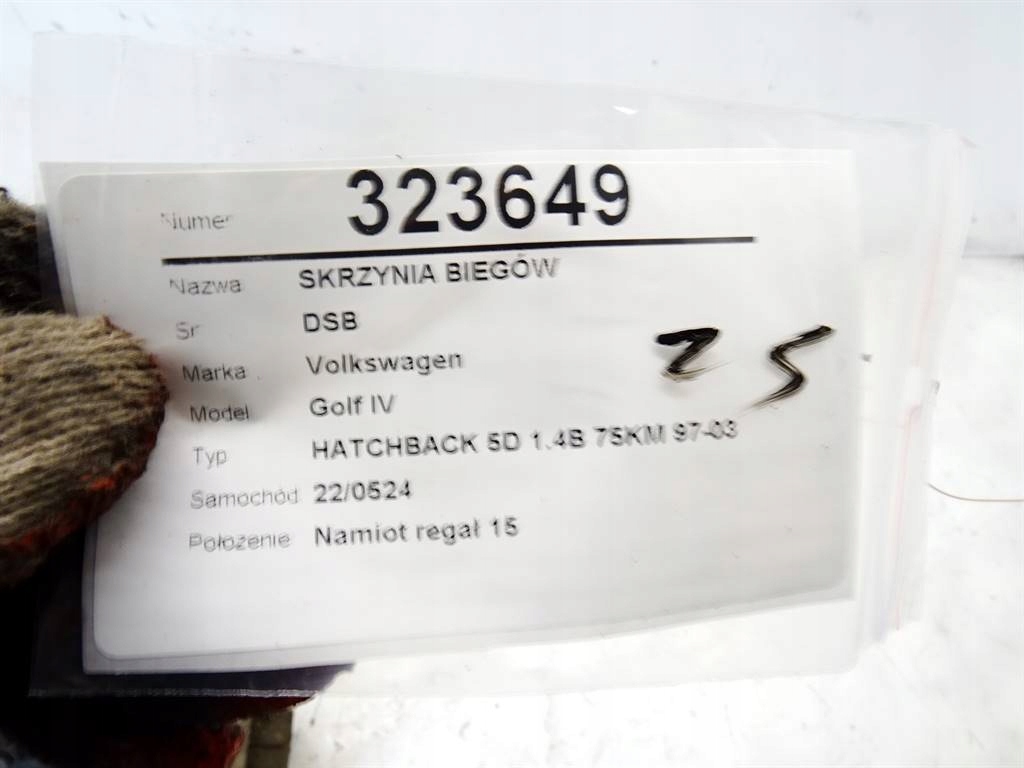 Numer 323649
Nazwa SKRZYNIA BIEGÓW
Sr DSB
Marka Volkswagen
Model Golf IV
Typ HATCHBACK 5D 1.4B 75KM 97-03
Samochód 22/0524
Położenie Namiot regał 15
25